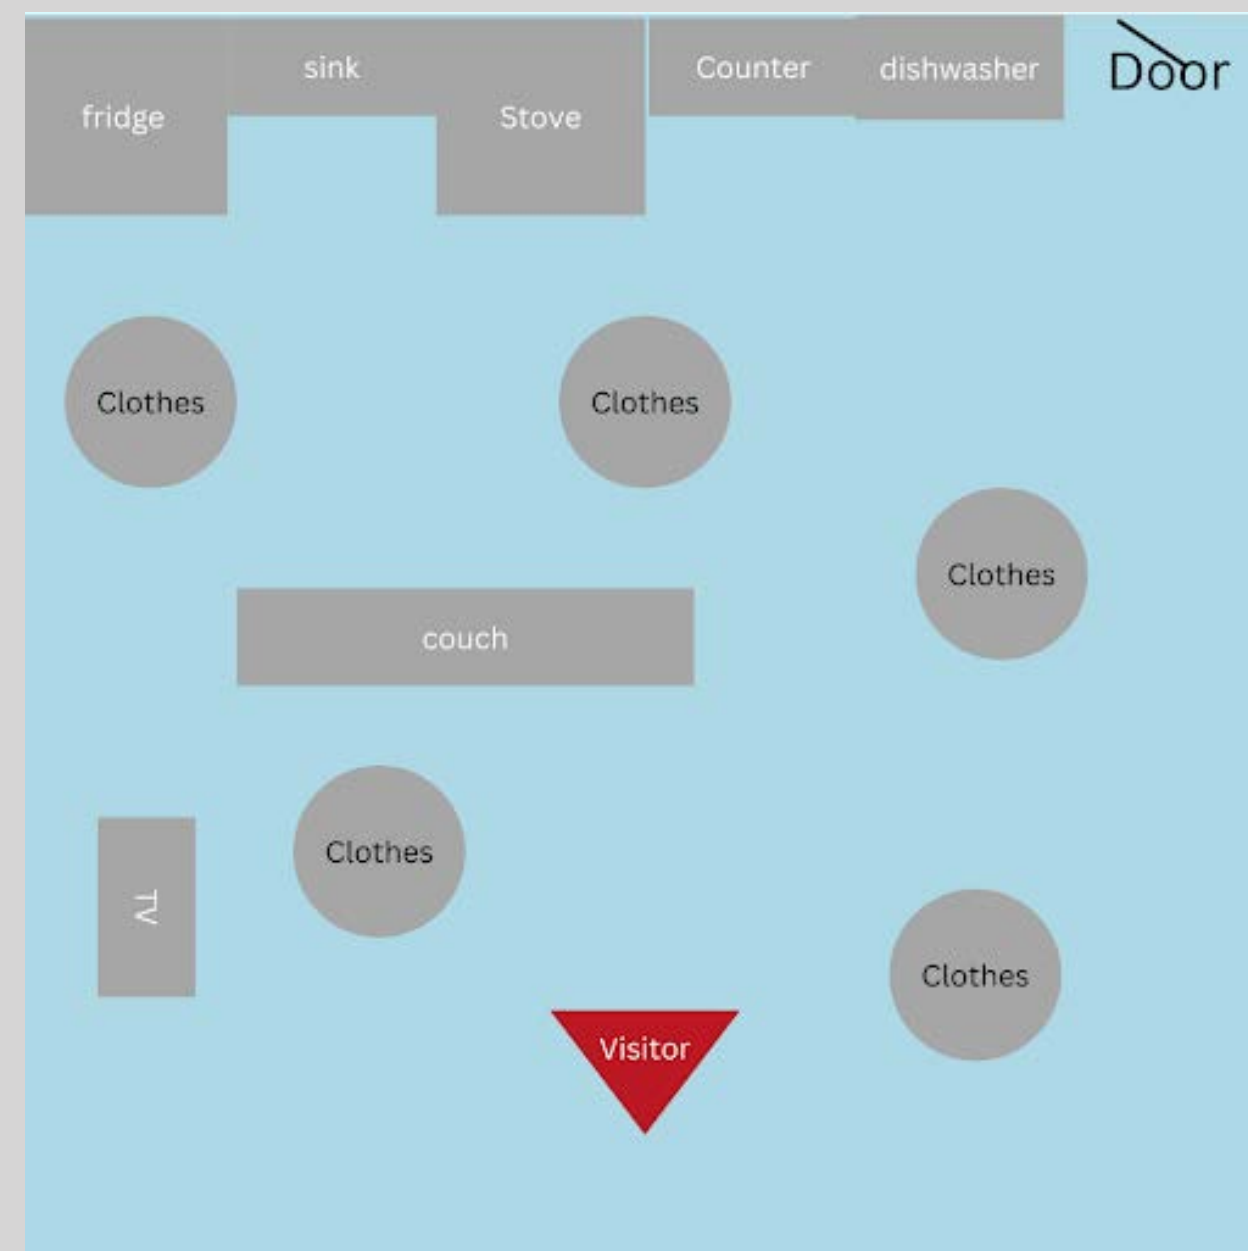 fridge
sink
Stove
Counter
dishwasher
Door
Clothes
Clothes
Clothes
couch
Clothes
TV
Clothes
Visitor